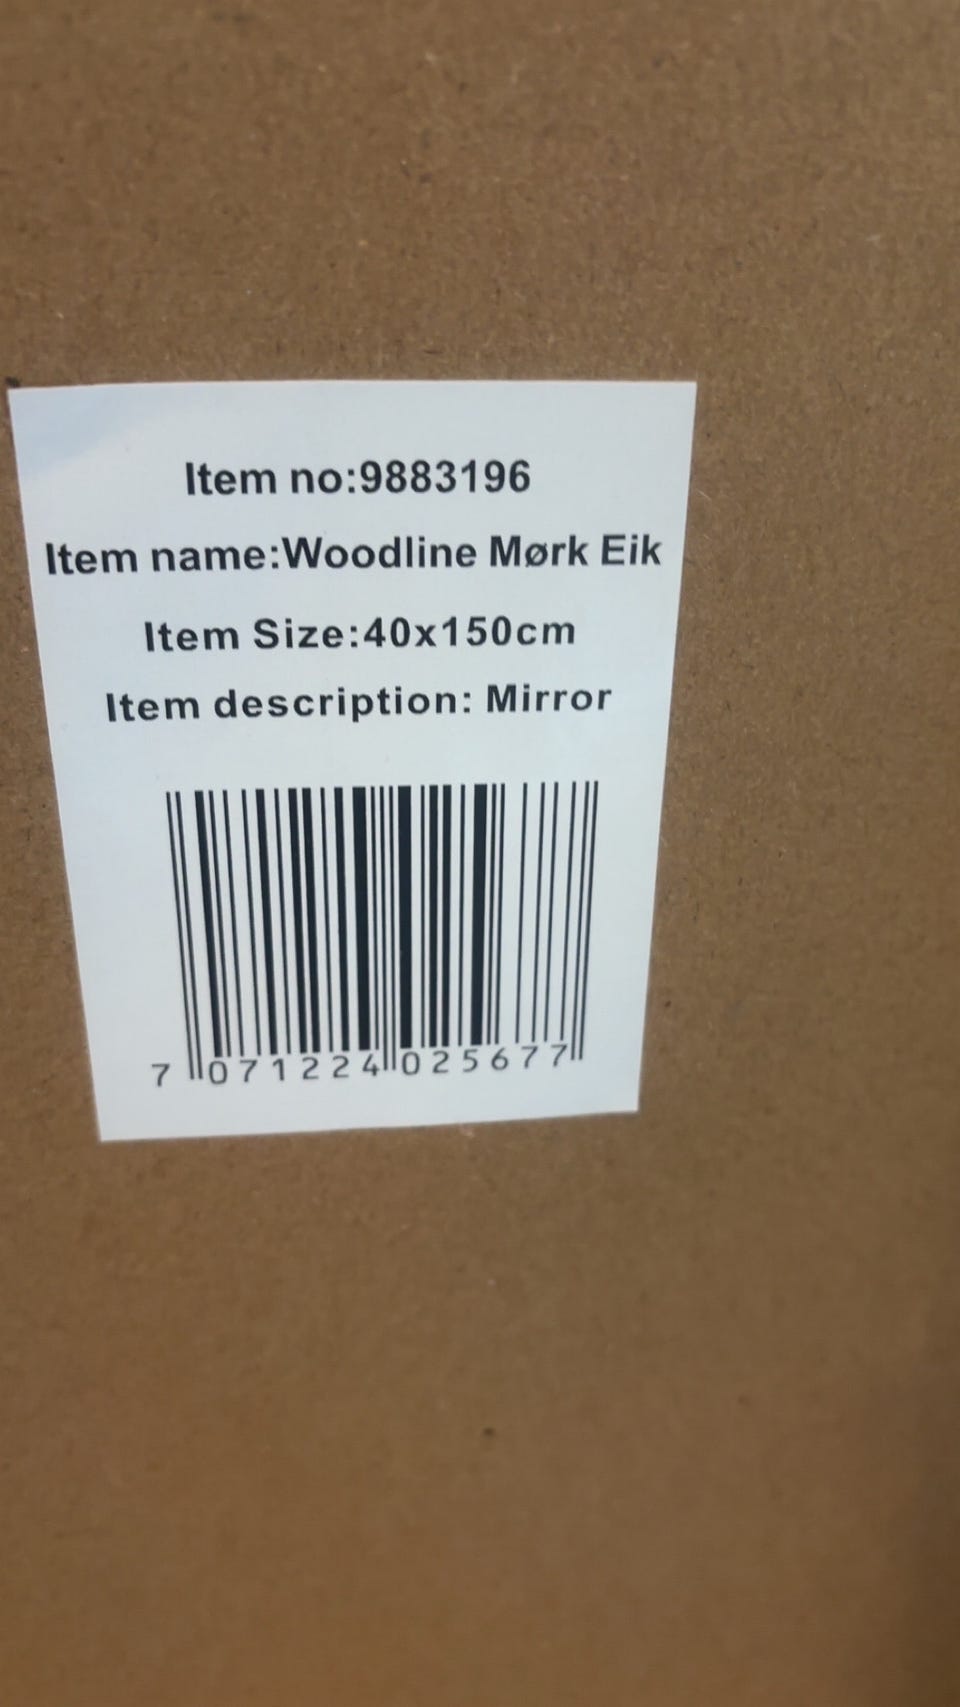 Item no:9883196
Item name:Woodline Mørk Eik
Item Size:40x150cm
Item description: Mirror
7 071224 025677